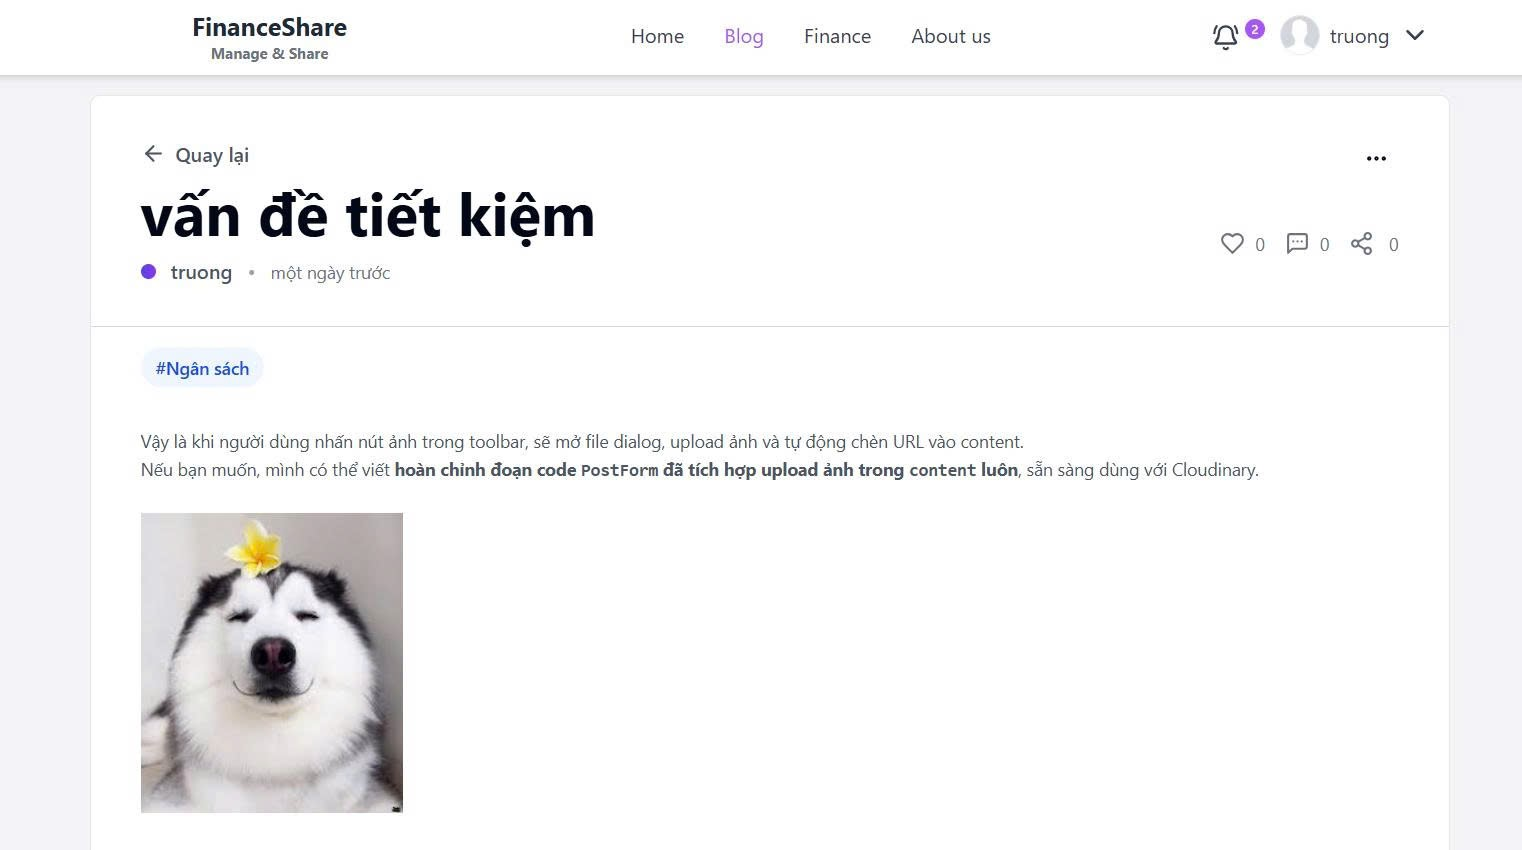 FinanceShare
Manage & Share
Home Blog Finance About us
2
truong
Quay lại
vấn đề tiết kiệm
truong • một ngày trước
0 0 0
#Ngân sách
Vậy là khi người dùng nhấn nút ảnh trong toolbar, sẽ mở file dialog, upload ảnh và tự động chèn URL vào content.
Nếu bạn muốn, mình có thể viết hoàn chỉnh đoạn code PostForm đã tích hợp upload ảnh trong content luôn, sẵn sàng dùng với Cloudinary.